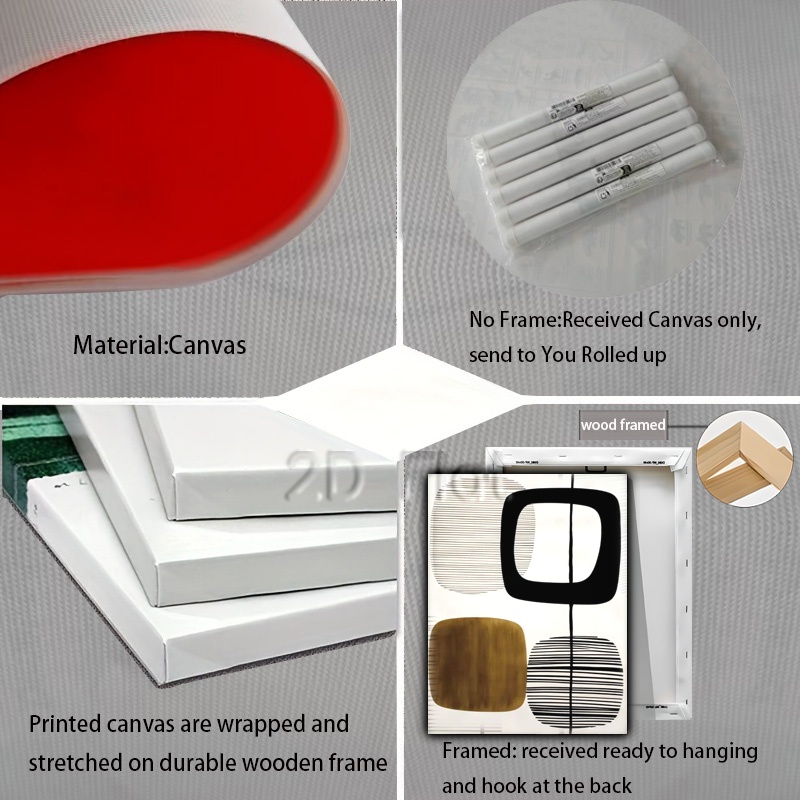 Material:Canvas
No Frame:Received Canvas only,
send to You Rolled up
2D Flat
wood framed
Printed canvas are wrapped and
stretched on durable wooden frame
Framed: received ready to hanging
and hook at the back